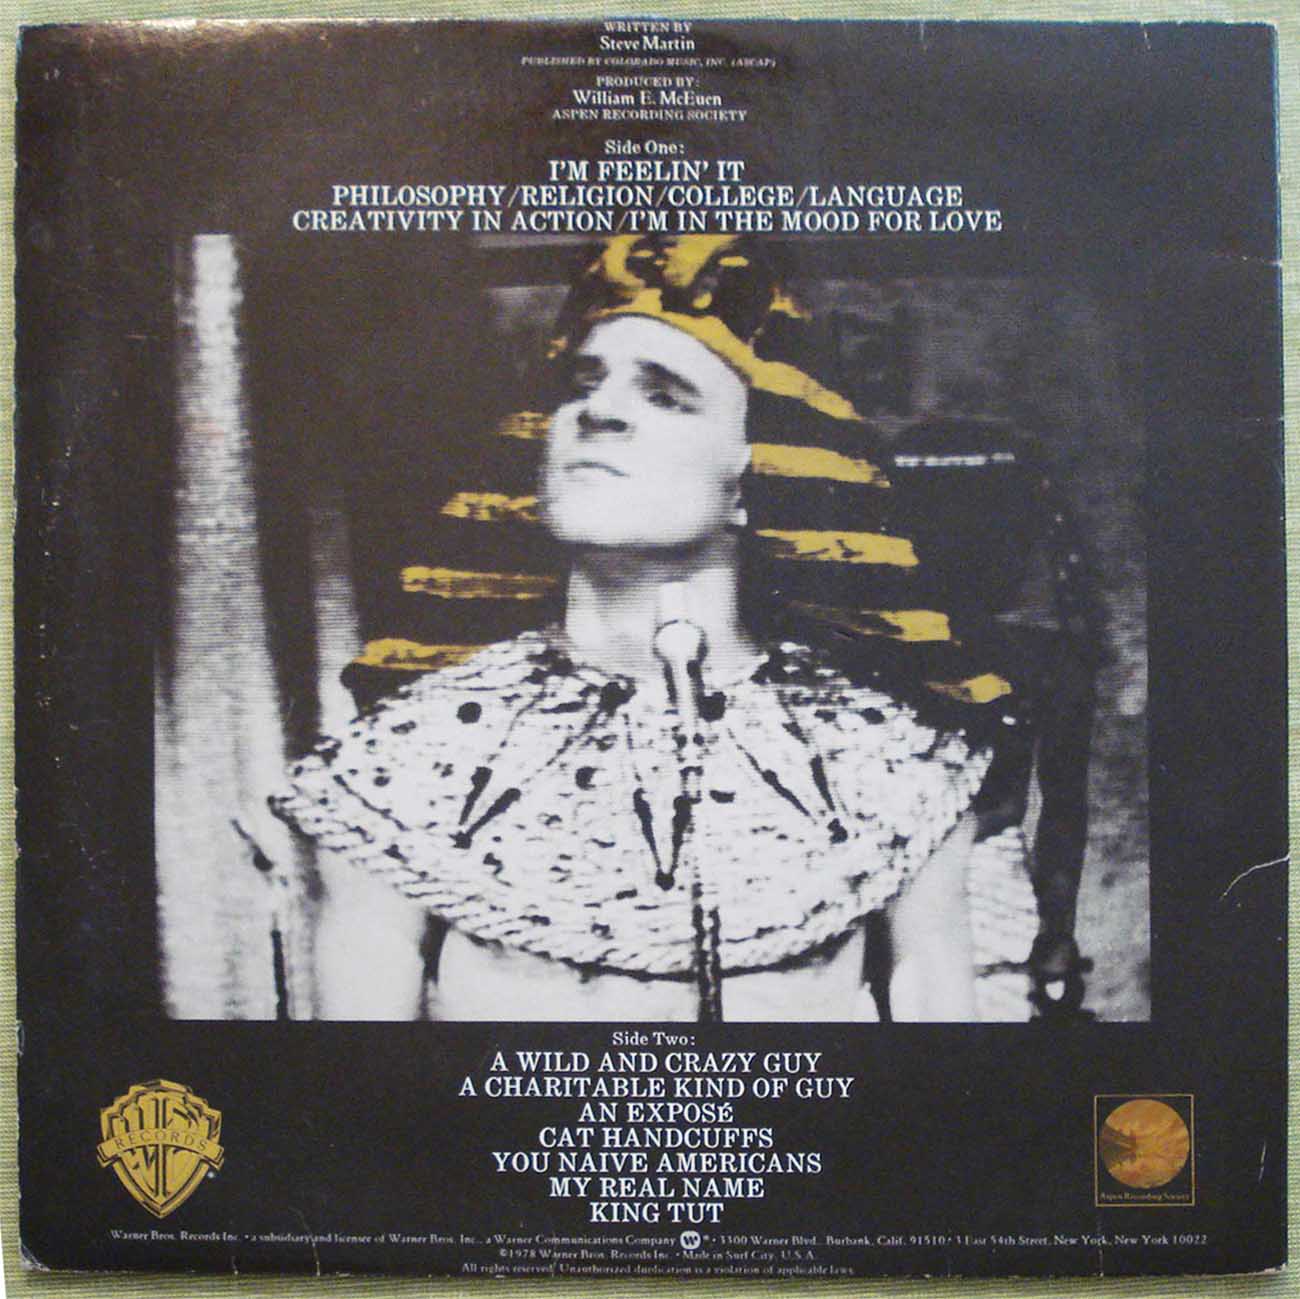 WRITTEN BY
Steve Martin
PUBLISHED BY COLORADO MUSIC, INC. (ASCAP)
PRODUCED BY:
William E. McEuen
ASPEN RECORDING SOCIETY
Side One:
I'M FEELIN' IT
PHILOSOPHY/RELIGION/COLLEGE/LANGUAGE
CREATIVITY IN ACTION/I'M IN THE MOOD FOR LOVE
Side Two:
A WILD AND CRAZY GUY
A CHARITABLE KIND OF GUY
AN EXPOSÉ
CAT HANDCUFFS
YOU NAIVE AMERICANS
MY REAL NAME
KING TUT
WB
RECORDS
Aspen Recording Society
Warner Bros. Records Inc. • a subsidiary and licensee of Warner Bros. Inc., a Warner Communications Company W ® • 3300 Warner Blvd., Burbank, Calif. 91510 • 3 East 54th Street, New York, New York 10022
©1978 Warner Bros. Records Inc. • Made in Surf City, U.S.A.
All rights reserved. Unauthorized duplication is a violation of applicable laws.